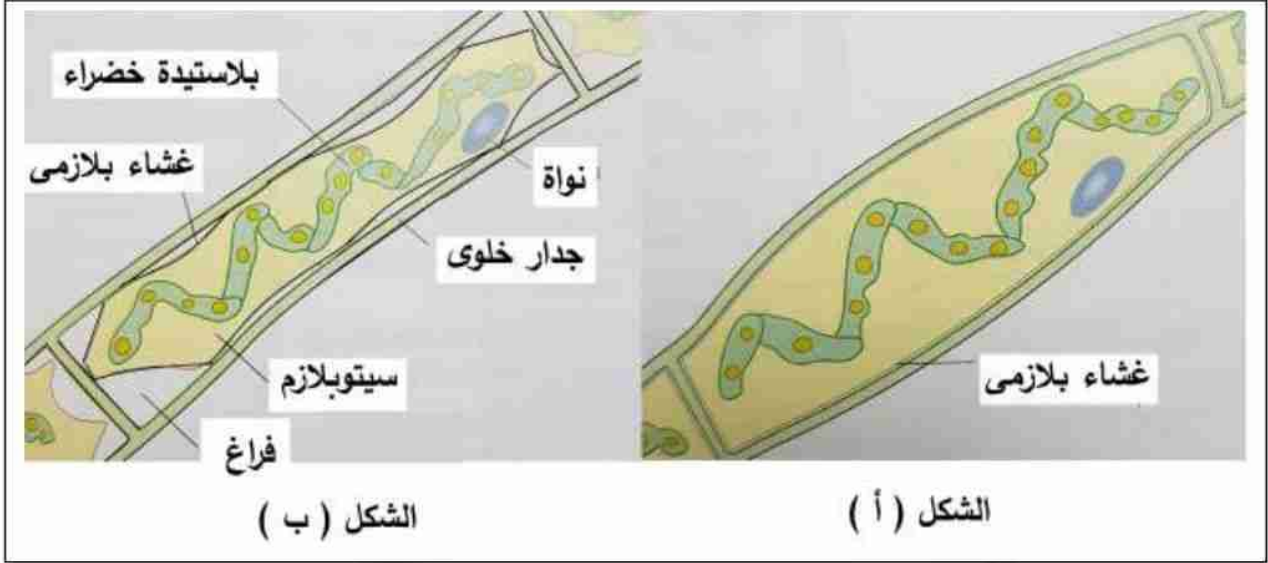 بلاستيدة خضراء
غشاء بلازمى
نواة
جدار خلوى
سيتوبلازم
فراغ
غشاء بلازمى
الشكل ( أ )
الشكل ( ب )